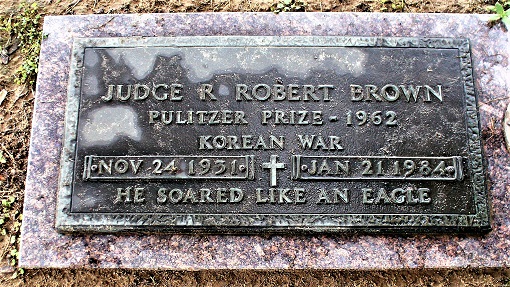 JUDGE R ROBERT BROWN
PULITZER PRIZE - 1962
KOREAN WAR
NOV 24 1931 JAN 21 1984
HE SOARED LIKE AN EAGLE